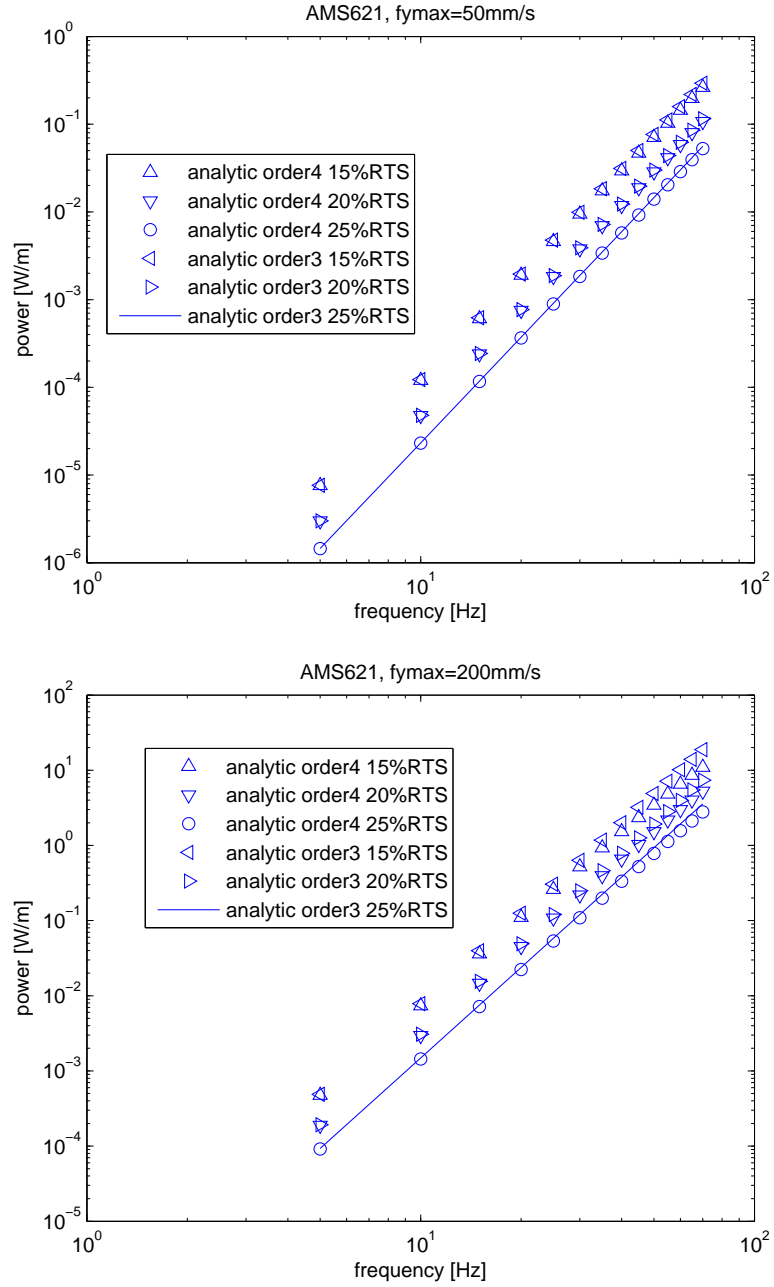 AMS621, fymax=50mm/s
10^0
10^-1
10^-2
10^-3
10^-4
10^-5
10^-6
power [W/m]
analytic order4 15%RTS
analytic order4 20%RTS
analytic order4 25%RTS
analytic order3 15%RTS
analytic order3 20%RTS
analytic order3 25%RTS
10^0 10^1 10^2
frequency [Hz]
AMS621, fymax=200mm/s
10^2
10^1
10^0
10^-1
10^-2
10^-3
10^-4
10^-5
power [W/m]
analytic order4 15%RTS
analytic order4 20%RTS
analytic order4 25%RTS
analytic order3 15%RTS
analytic order3 20%RTS
analytic order3 25%RTS
10^0 10^1 10^2
frequency [Hz]